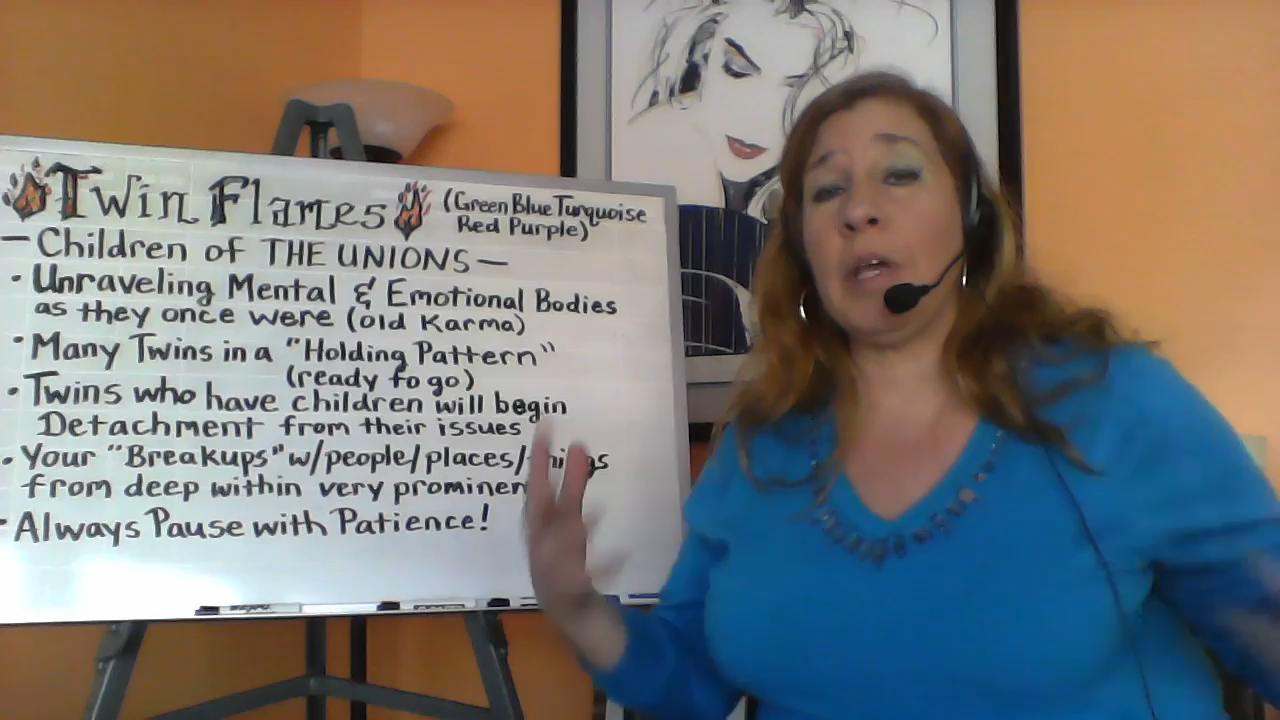 Twin Flames (Green Blue Turquoise
Red Purple)
— Children of THE UNIONS —
• Unraveling Mental & Emotional Bodies
as they once were (old Karma)
• Many Twins in a "Holding Pattern"
(ready to go)
• Twins who have children will begin
Detachment from their issues
• Your "Breakups" w/people/places/things
from deep within very prominen
• Always Pause with Patience!